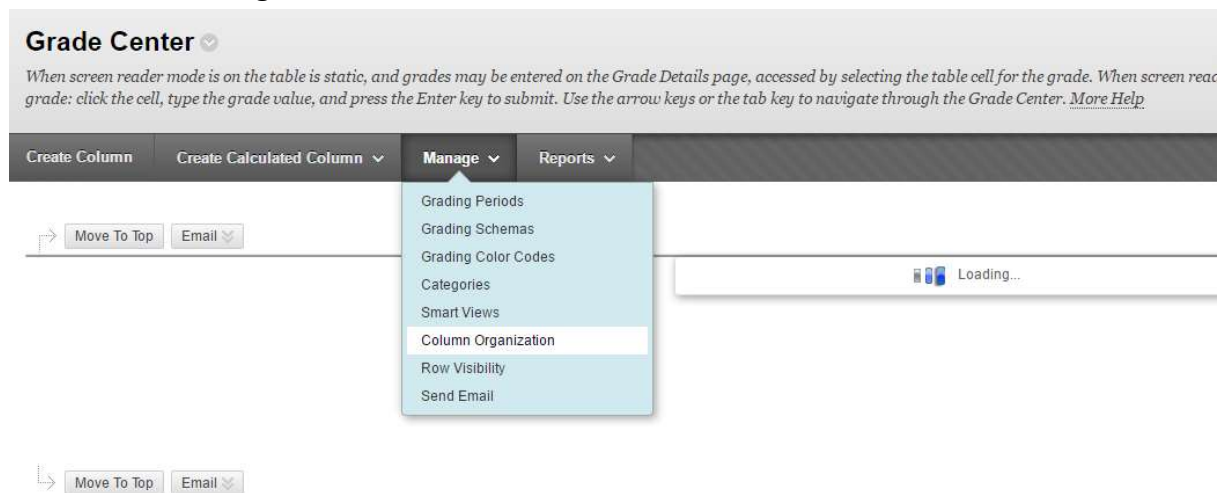 Grade Center
When screen reader mode is on the table is static, and grades may be entered on the Grade Details page, accessed by selecting the table cell for the grade. When screen read
grade: click the cell, type the grade value, and press the Enter key to submit. Use the arrow keys or the tab key to navigate through the Grade Center. More Help
Create Column Create Calculated Column Manage Reports
Grading Periods
Grading Schemas
Move To Top Email
Grading Color Codes
Loading...
Categories
Smart Views
Column Organization
Row Visibility
Send Email
Move To Top Email